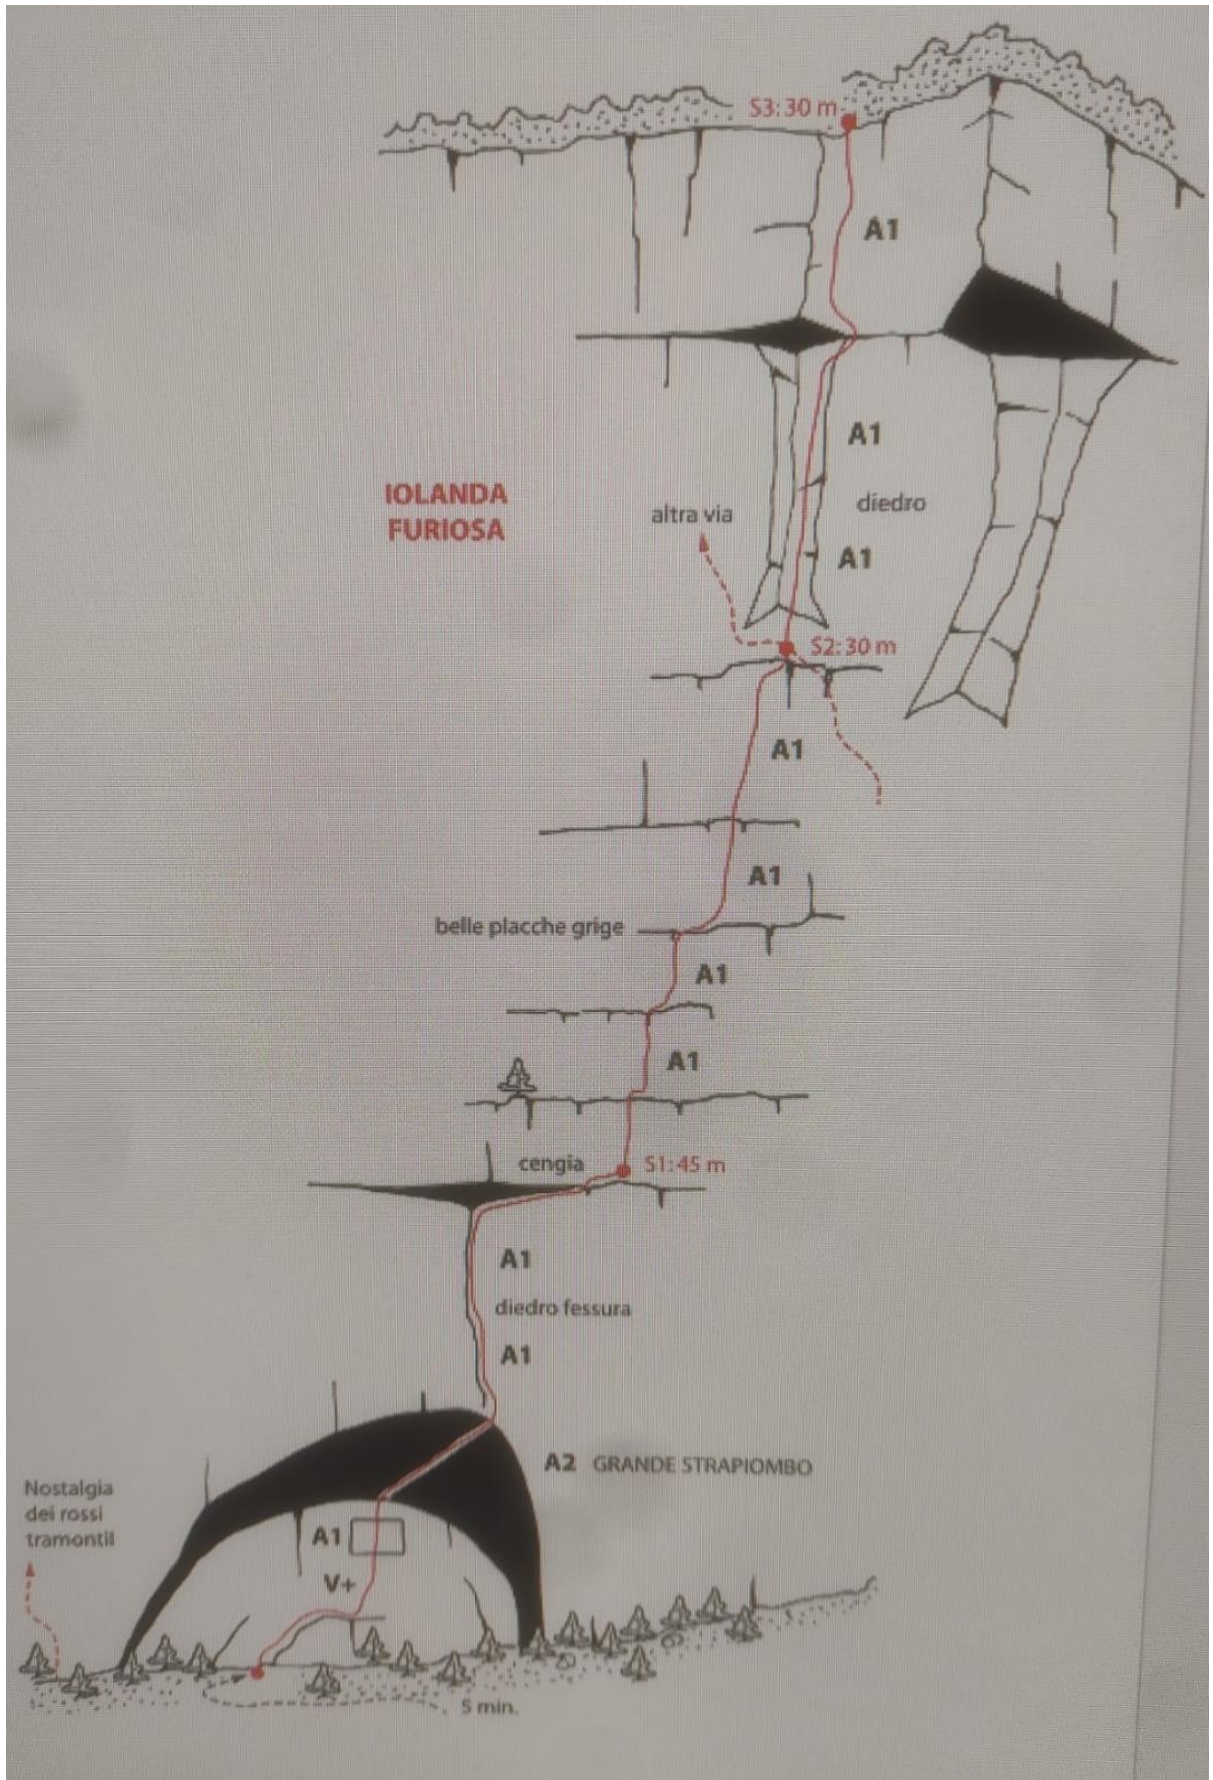 S3: 30 m
A1
A1
IOLANDA
FURIOSA
altra via
diedro
A1
S2: 30 m
A1
A1
belle placche grige
A1
A1
cengia
S1: 45 m
A1
diedro fessura
A1
A2 GRANDE STRAPIOMBO
Nostalgia
dei rossi
tramontil
A1
V+
5 min.